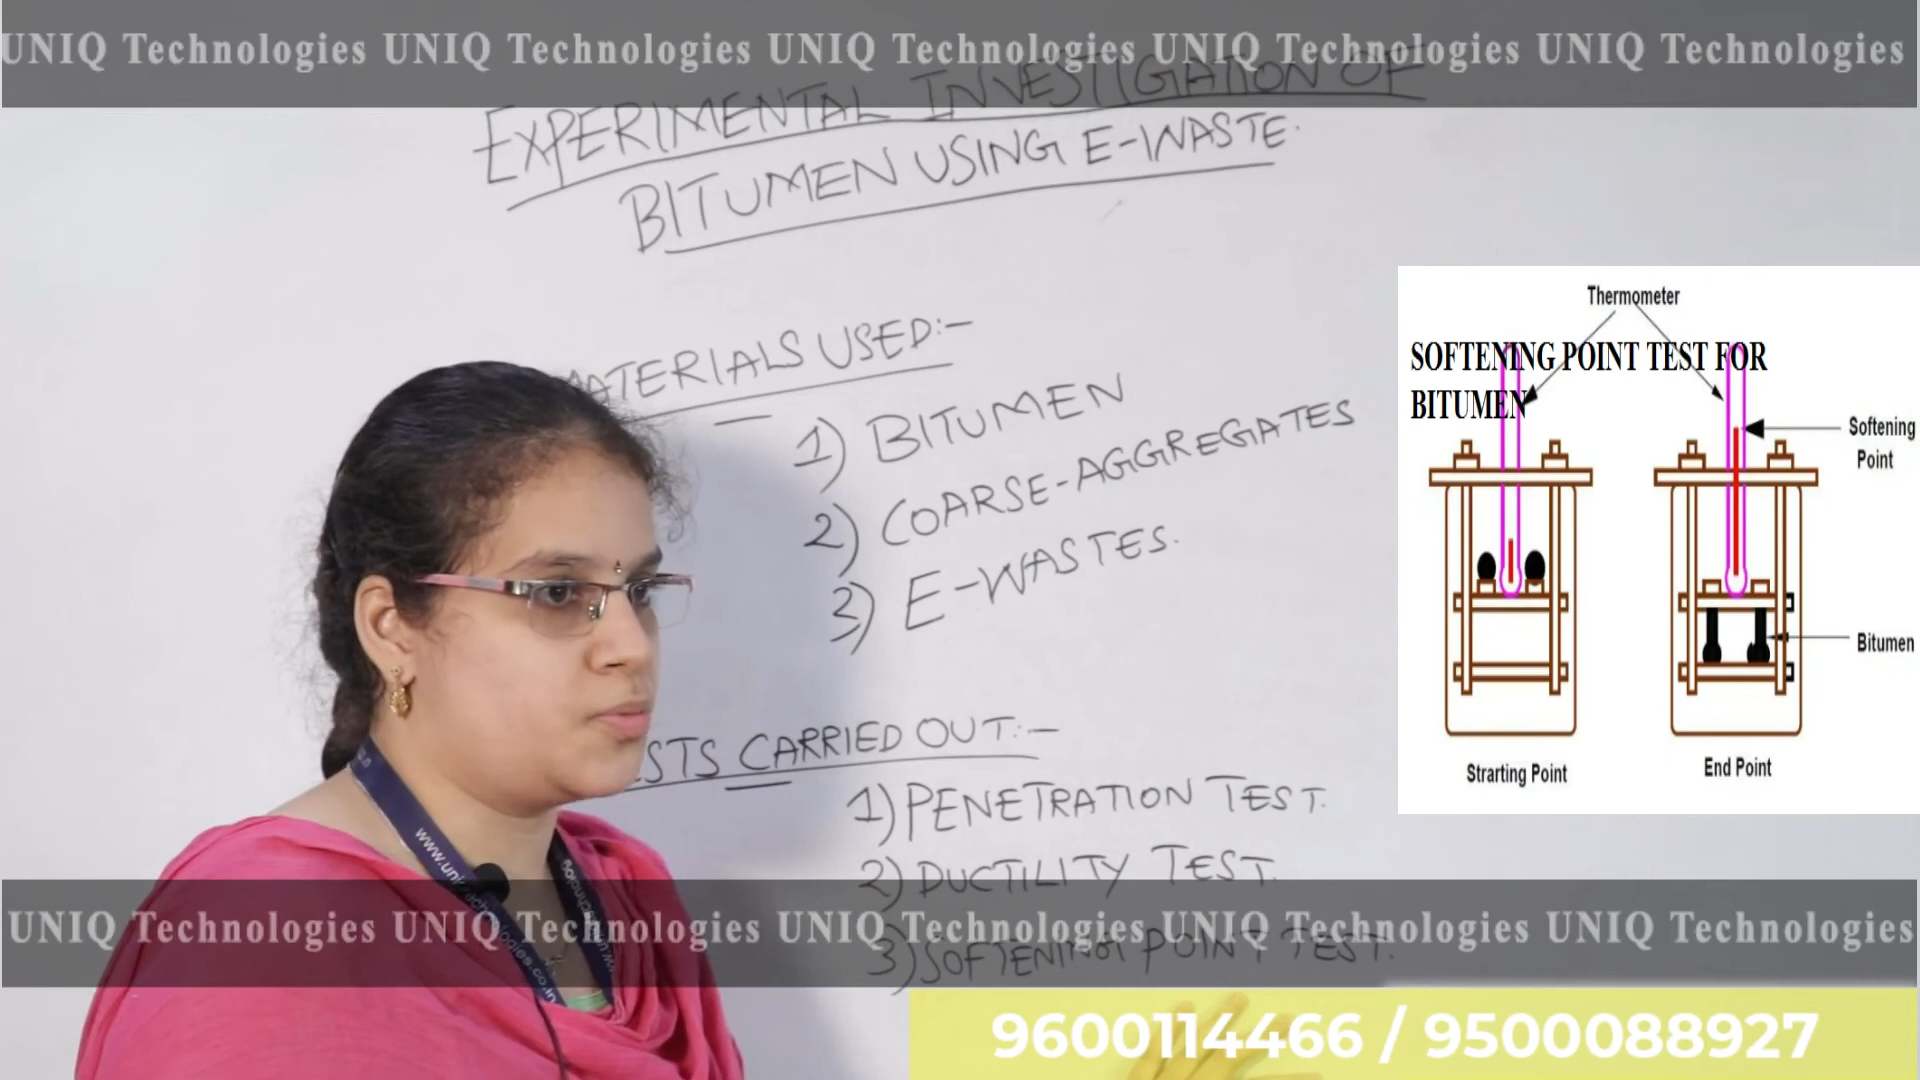 UNIQ Technologies UNIQ Technologies UNIQ Technologies UNIQ Technologies UNIQ Technologies
EXPERIMENTAL INVESTIGATION OF
BITUMEN USING E-WASTE.
MATERIALS USED:-
1) BITUMEN
2) COARSE-AGGREGATES
3) E-WASTES.
Thermometer
SOFTENING POINT TEST FOR
BITUMEN
Softening
Point
Bitumen
Strarting Point
End Point
STS CARRIED OUT:-
1) PENETRATION TEST.
2) DUCTILITY TEST.
3) SOFTENING POINT TEST.
UNIQ Technologies UNIQ Technologies UNIQ Technologies UNIQ Technologies UNIQ Technologies
9600114466 / 9500088927